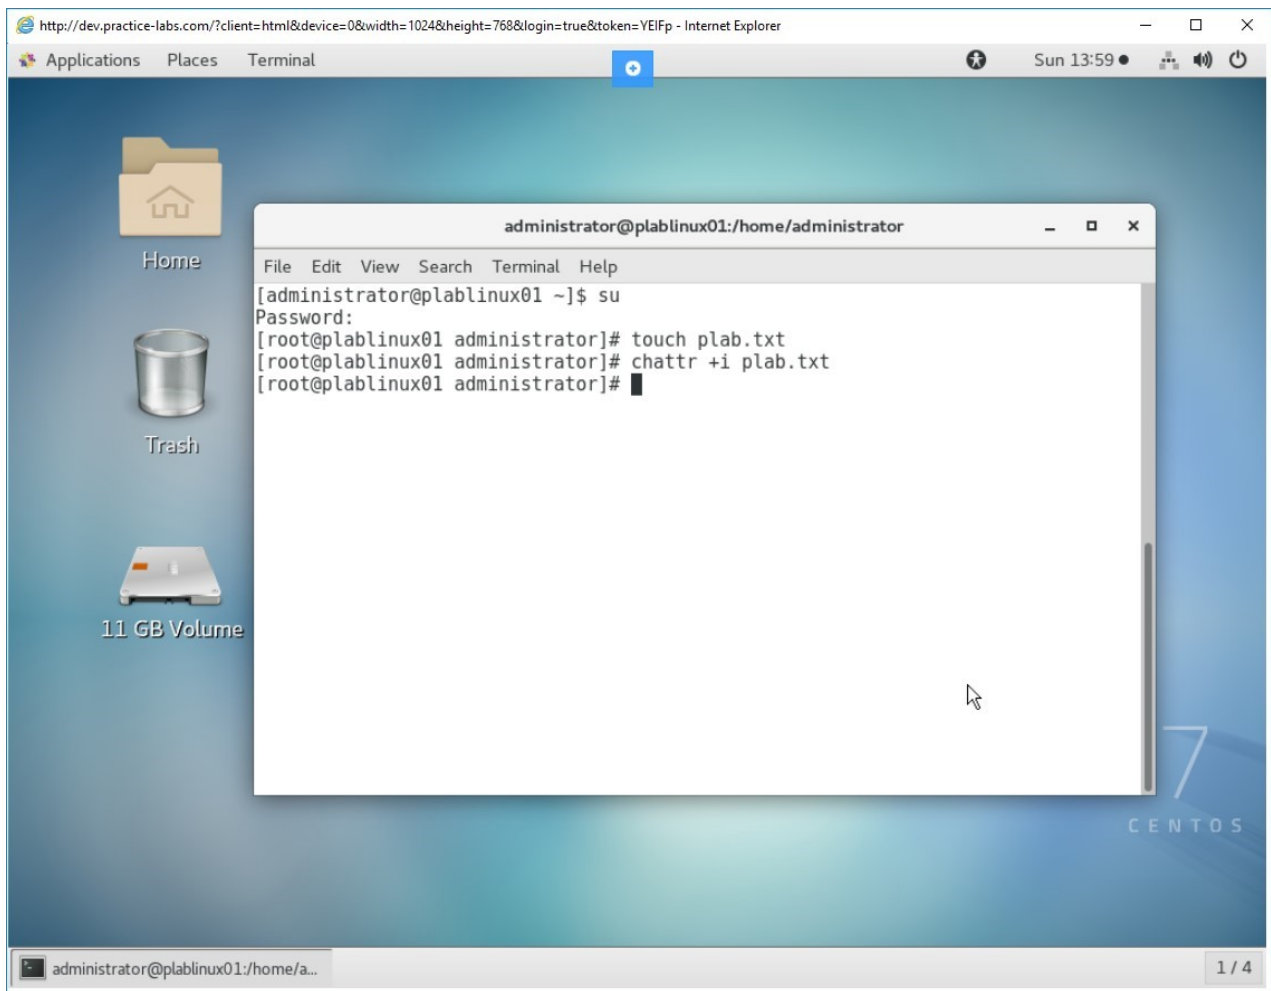 http://dev.practice-labs.com/?client=html&device=0&width=1024&height=768&login=true&token=YEIFp - Internet Explorer
Applications Places Terminal Sun 13:59
Home
Trash
11 GB Volume
administrator@plablinux01:/home/administrator
File Edit View Search Terminal Help
[administrator@plablinux01 ~]$ su
Password:
[root@plablinux01 administrator]# touch plab.txt
[root@plablinux01 administrator]# chattr +i plab.txt
[root@plablinux01 administrator]#
7
CENTOS
administrator@plablinux01:/home/a... 1 / 4